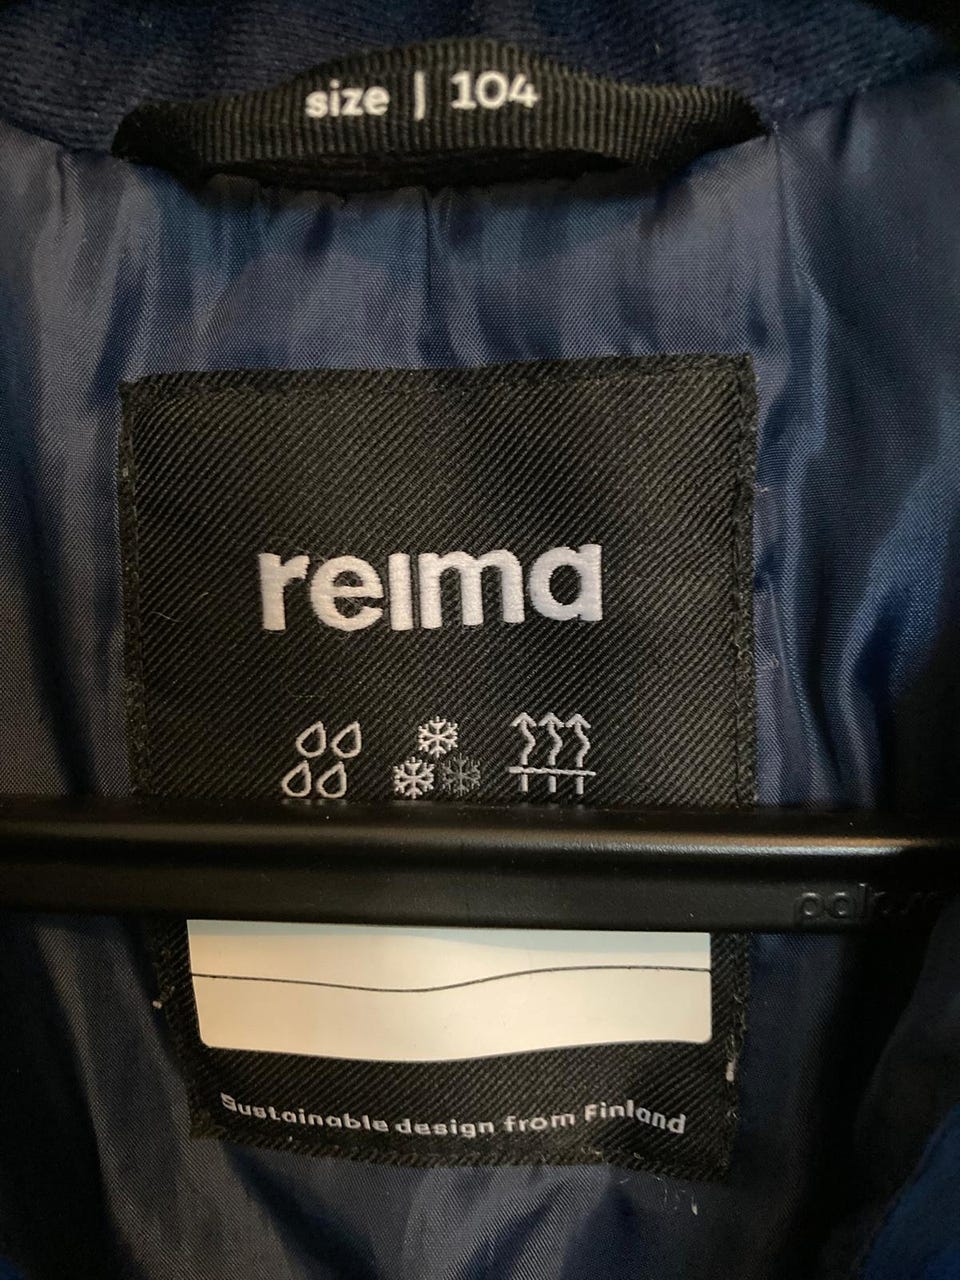 size | 104
reima
Sustainable design from Finland